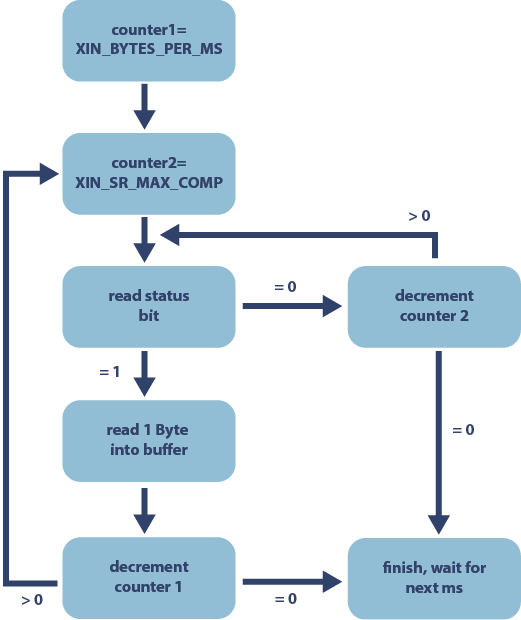 counter1=
XIN_BYTES_PER_MS
counter2=
XIN_SR_MAX_COMP
> 0
read status
bit
= 0
decrement
counter 2
= 1
read 1 Byte
into buffer
= 0
decrement
counter 1
> 0
= 0
finish, wait for
next ms